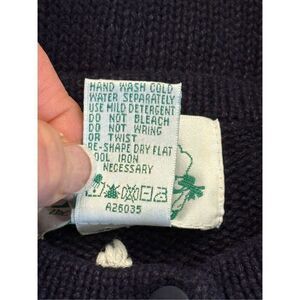 HAND WASH COLD
WATER SEPARATELY
USE MILD DETERGENT
DO NOT BLEACH
DO NOT WRING
OR TWIST
RE-SHAPE DRY FLAT
COOL IRON
NECESSARY
A26035